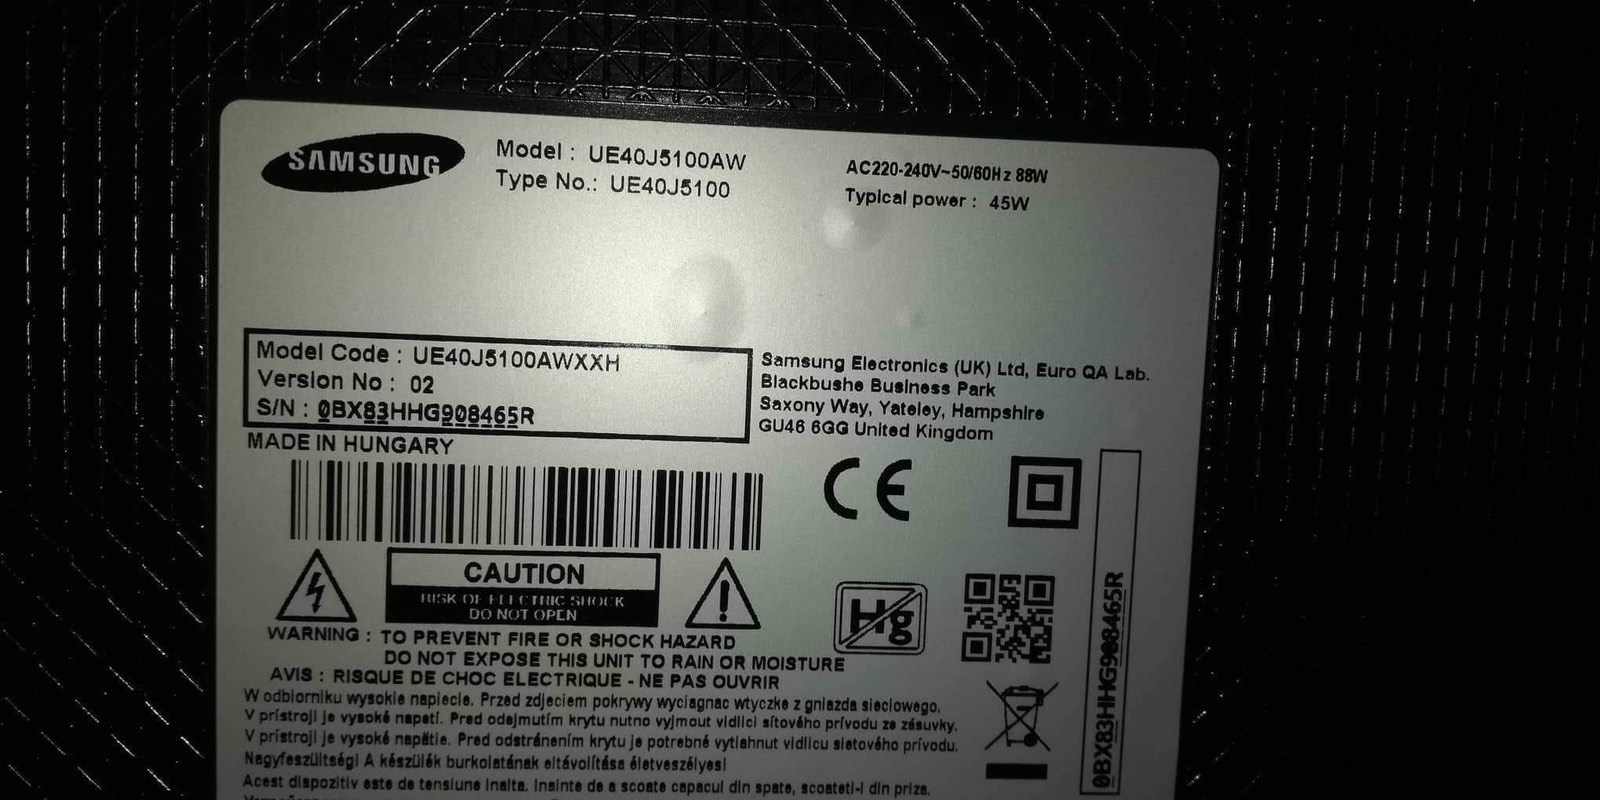 SAMSUNG
Model : UE40J5100AW
Type No.: UE40J5100
AC220-240V~50/60Hz 88W
Typical power : 45W
Model Code : UE40J5100AWXXH
Version No : 02
S/N : 0BX83HHG908465R
MADE IN HUNGARY
Samsung Electronics (UK) Ltd, Euro QA Lab.
Blackbushe Business Park
Saxony Way, Yateley, Hampshire
GU46 6GG United Kingdom
CE
CAUTION
RISK OF ELECTRIC SHOCK
DO NOT OPEN
Hg
WARNING : TO PREVENT FIRE OR SHOCK HAZARD
DO NOT EXPOSE THIS UNIT TO RAIN OR MOISTURE
AVIS : RISQUE DE CHOC ELECTRIQUE - NE PAS OUVRIR
W odbiorniku wysokie napiecie. Przed zdjeciem pokrywy wyciagnac wtyczke z gniazda sieciowego.
V prístroji je vysoké napetí. Pred odejmutím krytu nutno vyjmout vidlici sítového prívodu ze zásuvky.
V prístroji je vysoké napätie. Pred odstránením krytu je potrebné vytiahnut vidlicu sietového prívodu.
Nagyfeszültség! A készülék burkolatának eltávolítása életveszélyes!
Acest dispozitiv este de tensiune inalta. Inainte de a scoate capacul din spate, scoateti-l din priza.
0BX83HHG908465R